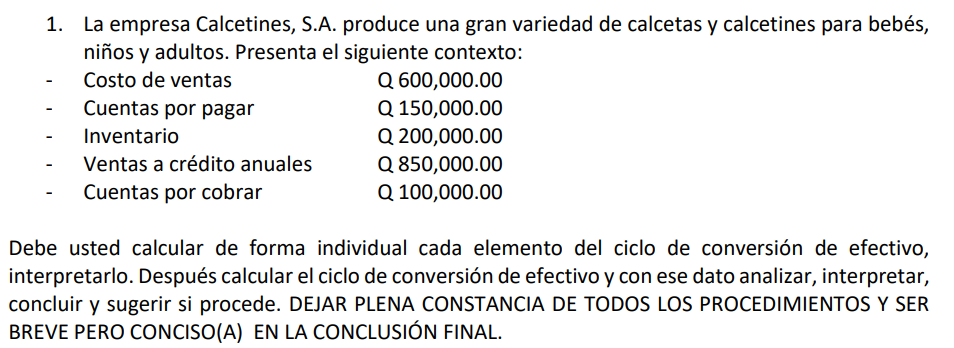 1. La empresa Calcetines, S.A. produce una gran variedad de calcetas y calcetines para bebés,
niños y adultos. Presenta el siguiente contexto:
- Costo de ventas Q 600,000.00
- Cuentas por pagar Q 150,000.00
- Inventario Q 200,000.00
- Ventas a crédito anuales Q 850,000.00
- Cuentas por cobrar Q 100,000.00
Debe usted calcular de forma individual cada elemento del ciclo de conversión de efectivo,
interpretarlo. Después calcular el ciclo de conversión de efectivo y con ese dato analizar, interpretar,
concluir y sugerir si procede. DEJAR PLENA CONSTANCIA DE TODOS LOS PROCEDIMIENTOS Y SER
BREVE PERO CONCISO(A) EN LA CONCLUSIÓN FINAL.